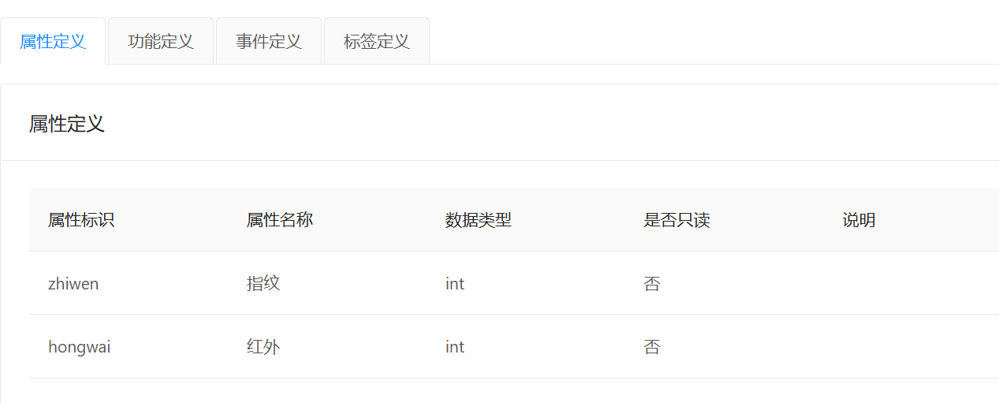 属性定义 功能定义 事件定义 标签定义
属性定义
属性标识 属性名称 数据类型 是否只读 说明
zhiwen 指纹 int 否
hongwai 红外 int 否